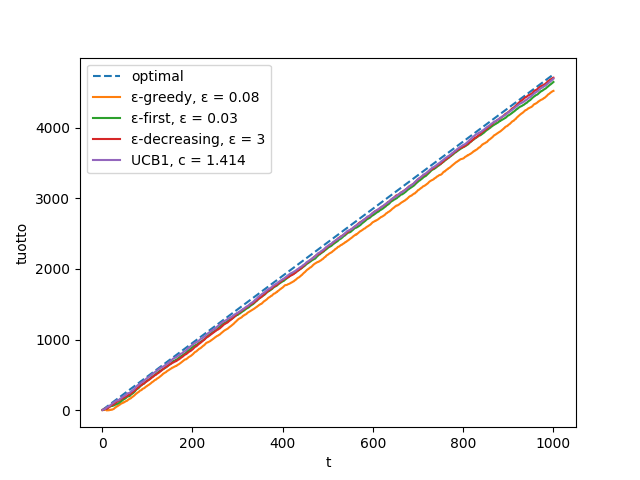 optimal
ε-greedy, ε = 0.08
ε-first, ε = 0.03
ε-decreasing, ε = 3
UCB1, c = 1.414
4000
3000
2000
1000
0
tuotto
0 200 400 600 800 1000
t